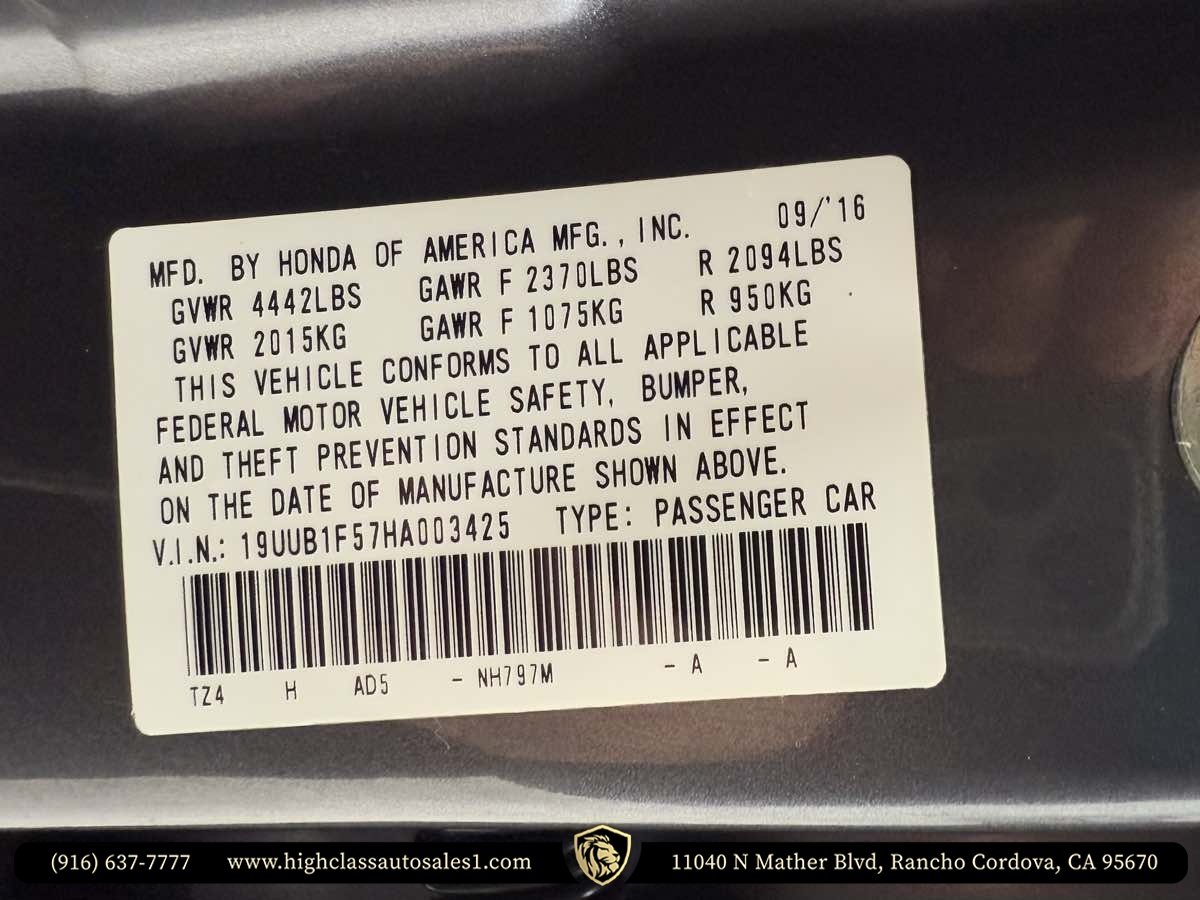 MFD. BY HONDA OF AMERICA MFG., INC. 09/'16
GVWR 4442LBS GAWR F 2370LBS R 2094LBS
GVWR 2015KG GAWR F 1075KG R 950KG
THIS VEHICLE CONFORMS TO ALL APPLICABLE
FEDERAL MOTOR VEHICLE SAFETY, BUMPER,
AND THEFT PREVENTION STANDARDS IN EFFECT
ON THE DATE OF MANUFACTURE SHOWN ABOVE.
V.I.N.: 19UUB1F57HA003425 TYPE: PASSENGER CAR
TZ4 H AD5 - NH797M - A - A
(916) 637-7777 www.highclassautosales1.com 11040 N Mather Blvd, Rancho Cordova, CA 95670